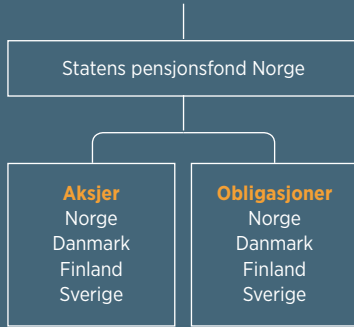 Statens pensjonsfond Norge
Aksjer
Norge
Danmark
Finland
Sverige
Obligasjoner
Norge
Danmark
Finland
Sverige